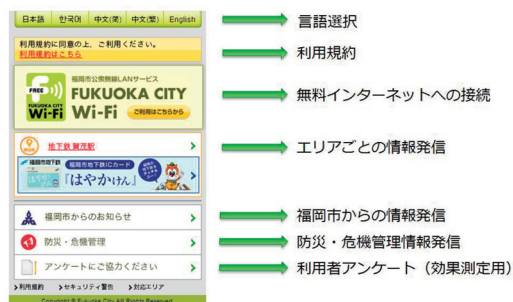 日本語 한국어 中文(简) 中文(繁) English
言語選択
利用規約に同意の上、ご利用ください。
利用規約はこちら
利用規約
FREE
FUKUOKA CITY
Wi-Fi
福岡市公衆無線LANサービス
FUKUOKA CITY
Wi-Fi
ご利用はこちらから
無料インターネットへの接続
地下鉄 賀茂駅
エリアごとの情報発信
福岡市地下鉄
福岡市地下鉄ICカード
『はやかけん』
福岡市からのお知らせ
福岡市からの情報発信
防災・危機管理
防災・危機管理情報発信
アンケートにご協力ください
利用者アンケート（効果測定用）
利用規約 セキュリティ警告 対応エリア
Copyright © Fukuoka City All Rights Reserved